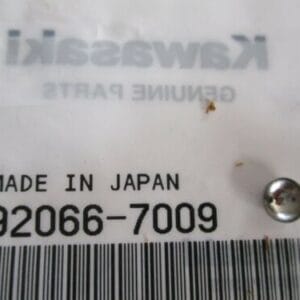 Kawasaki
GENUINE PARTS
MADE IN JAPAN
92066-7009